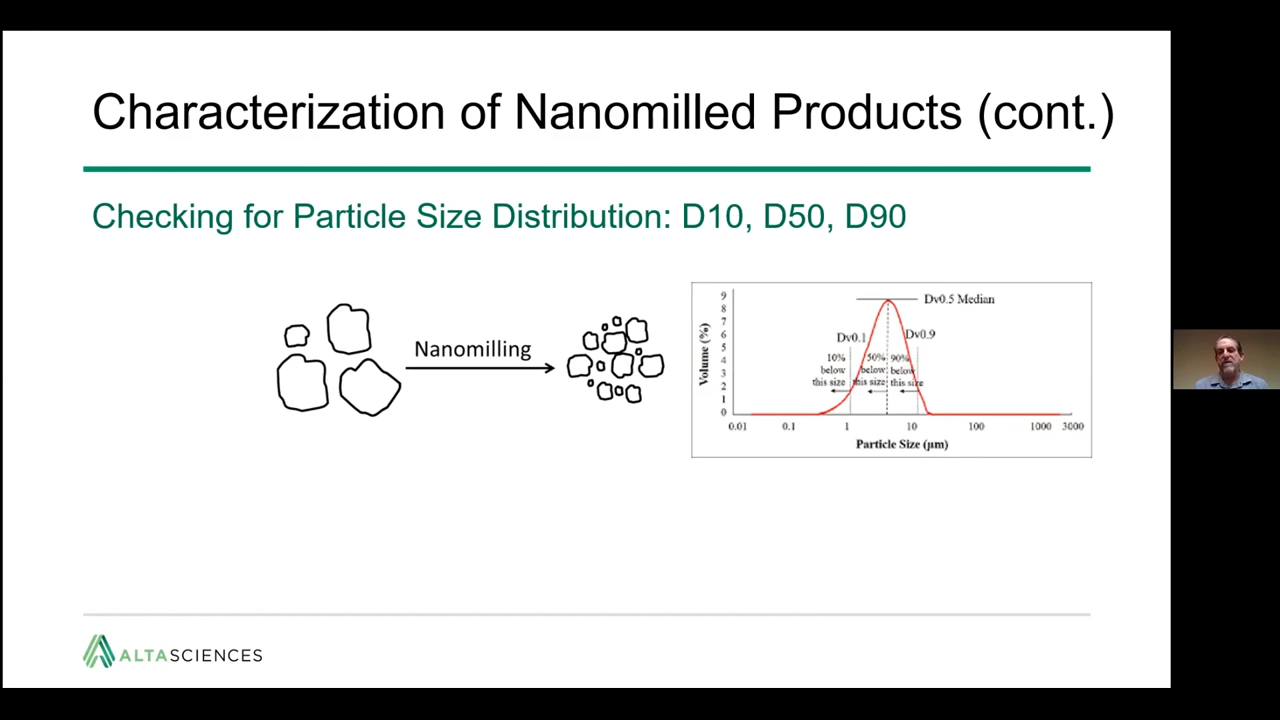 Characterization of Nanomilled Products (cont.)
Checking for Particle Size Distribution: D10, D50, D90
Nanomilling
Dv0.5 Median
Dv0.1
Dv0.9
10% below this size
50% below this size
90% below this size
Volume (%)
9
8
7
6
5
4
3
2
1
0
0.01 0.1 1 10 100 1000 3000
Particle Size (µm)
ALTASCIENCES